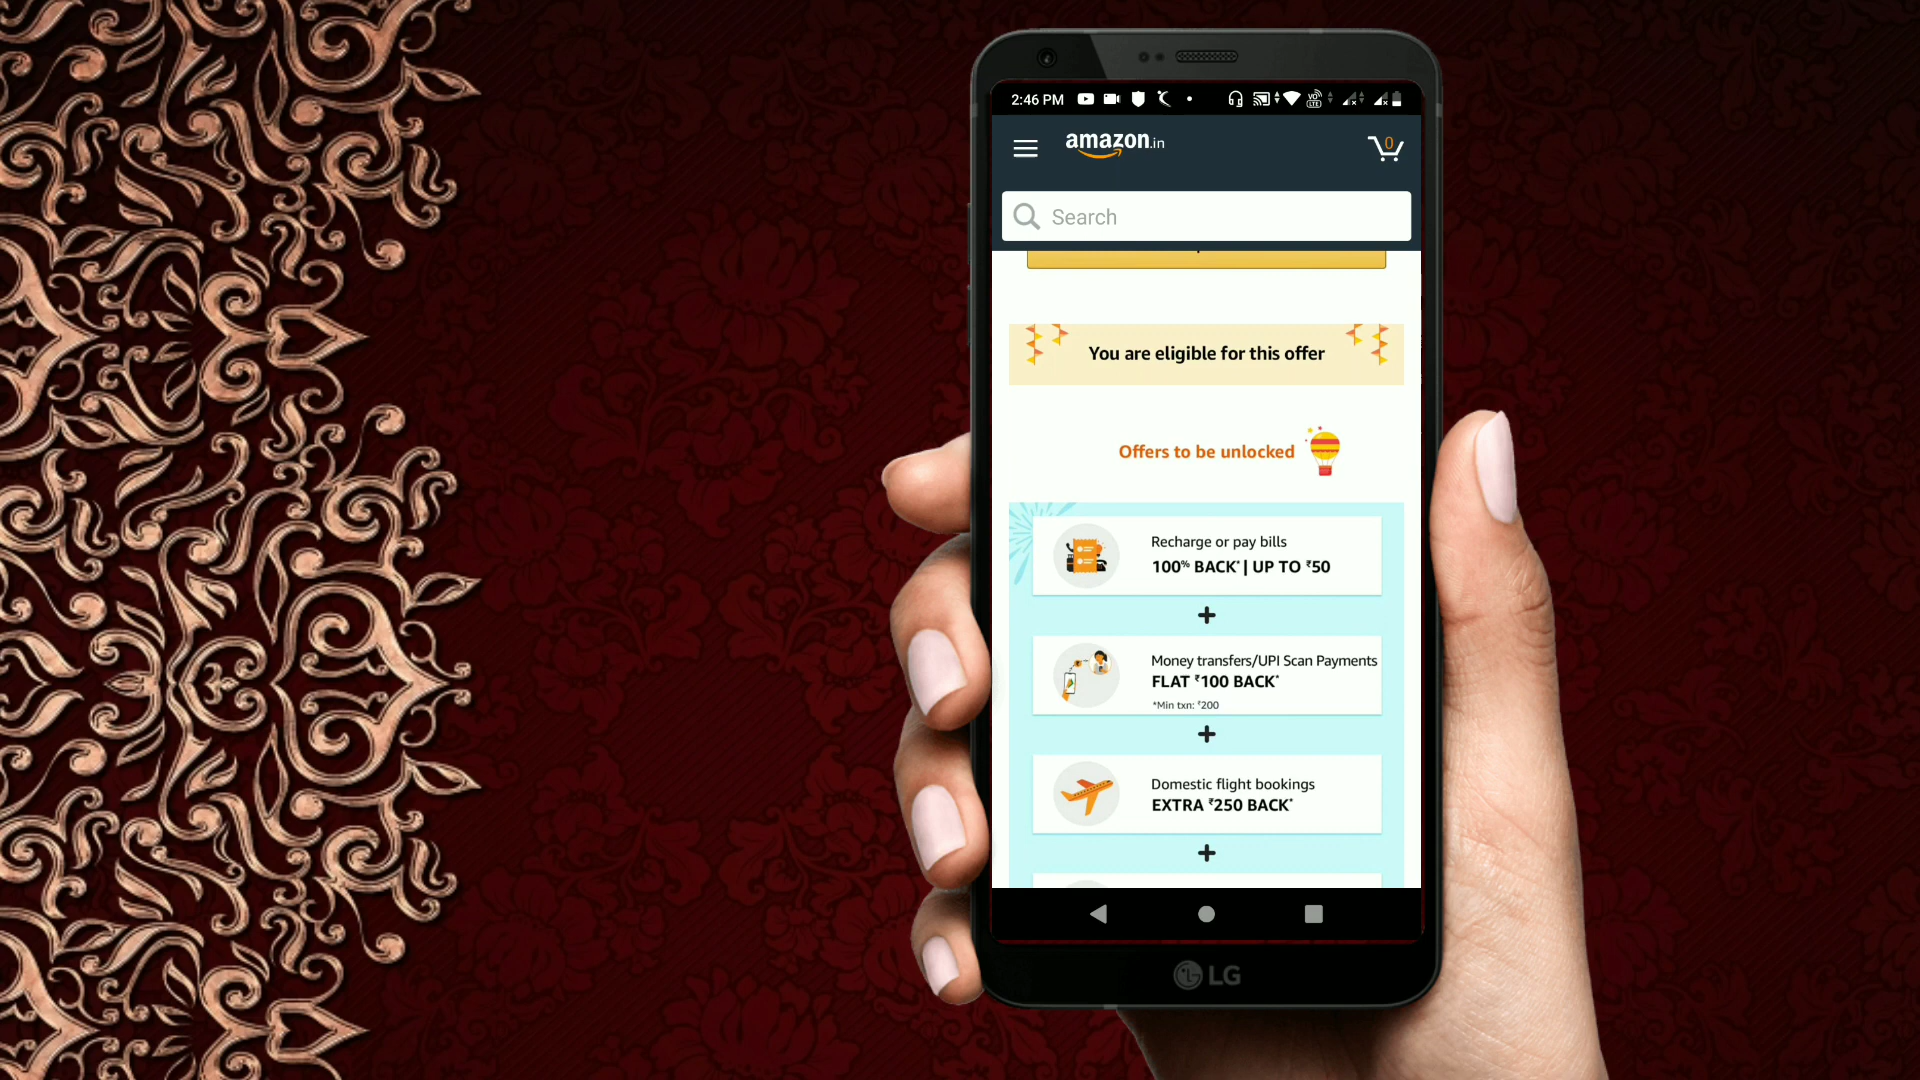 2:46 PM
amazon.in
0
Search
You are eligible for this offer
Offers to be unlocked
Recharge or pay bills
100% BACK* | UP TO ₹50
+
Money transfers/UPI Scan Payments
FLAT ₹100 BACK*
*Min txn: ₹200
+
Domestic flight bookings
EXTRA ₹250 BACK*
+
LG